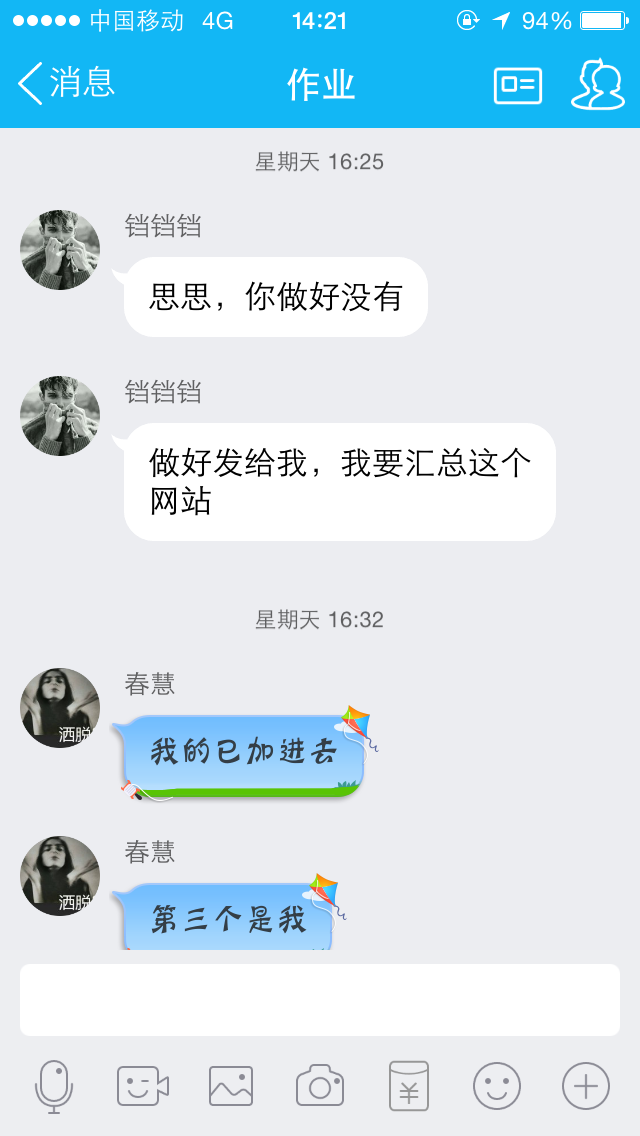 中国移动 4G 14:21 94%
消息 作业
星期天 16:25
铛铛铛
思思，你做好没有
铛铛铛
做好发给我，我要汇总这个
网站
星期天 16:32
春慧
洒脱
我的已加进去
春慧
洒脱
第三个是我